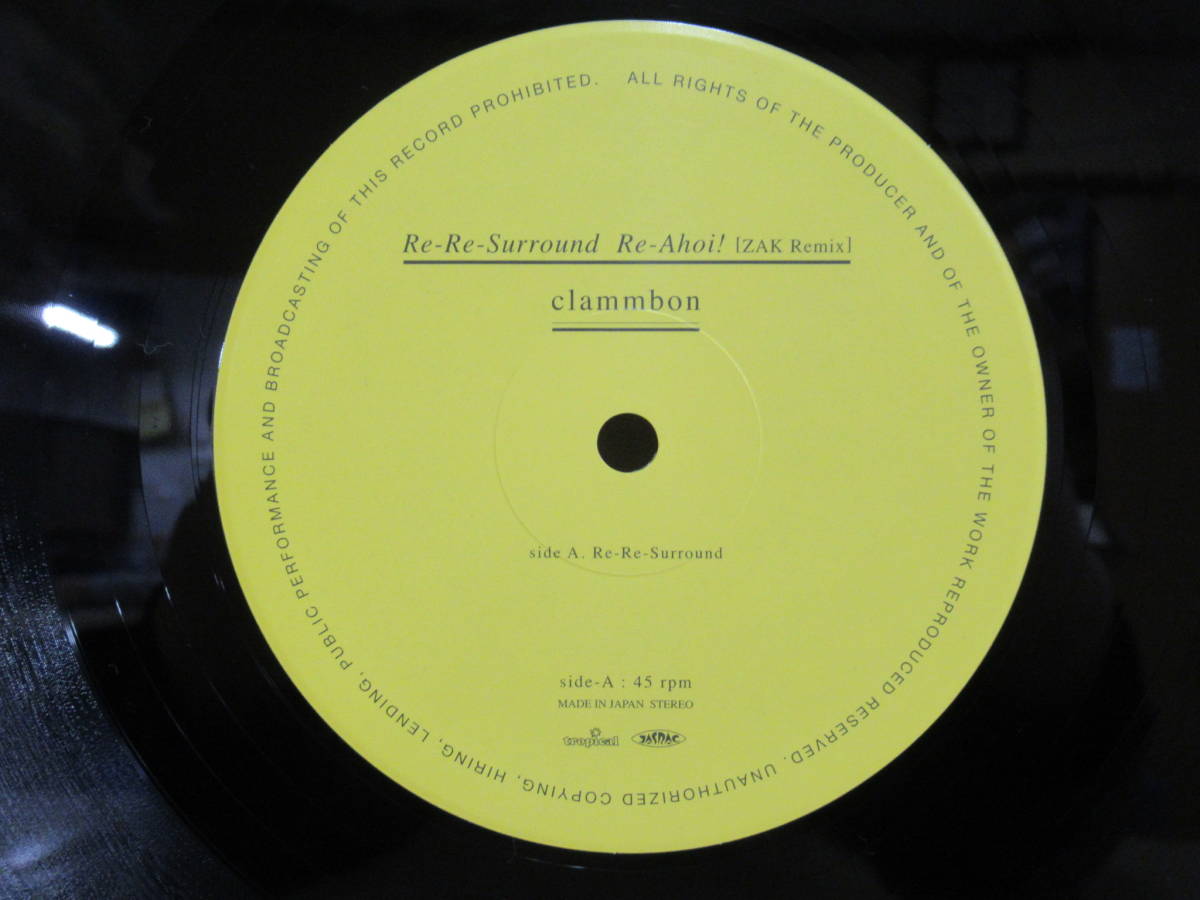 ALL RIGHTS OF THE PRODUCER AND OF THE OWNER OF THE WORK REPRODUCED RESERVED. UNAUTHORIZED COPYING, HIRING, LENDING, PUBLIC PERFORMANCE AND BROADCASTING OF THIS RECORD PROHIBITED.
Re-Re-Surround Re-Ahoi! [ZAK Remix]
clammbon
side A. Re-Re-Surround
side-A : 45 rpm
MADE IN JAPAN STEREO
tropical JASRAC